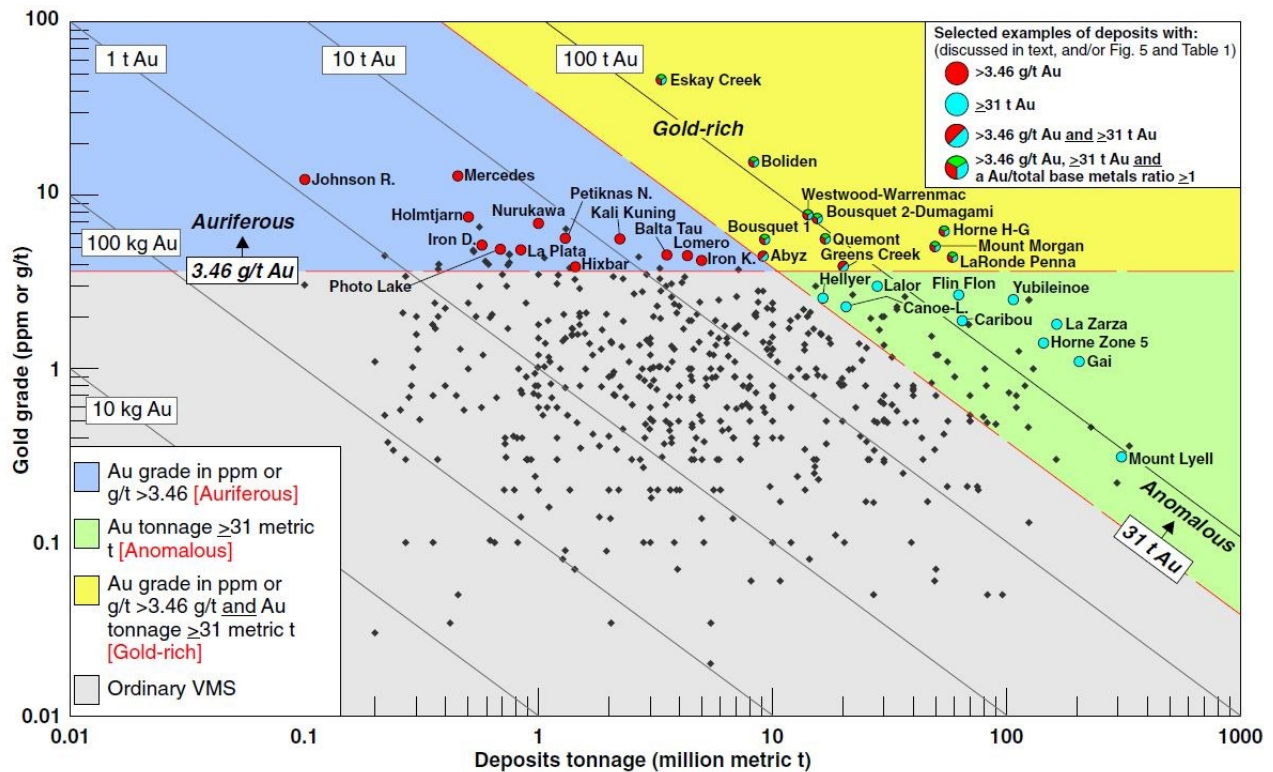 100
10
1
0.1
0.01
Gold grade (ppm or g/t)
0.01
0.1
1
10
100
1000
Deposits tonnage (million metric t)
1 t Au
10 t Au
100 t Au
100 kg Au
10 kg Au
Selected examples of deposits with:
(discussed in text, and/or Fig. 5 and Table 1)
>3.46 g/t Au
≥31 t Au
>3.46 g/t Au and ≥31 t Au
>3.46 g/t Au, ≥31 t Au and
a Au/total base metals ratio ≥1
Eskay Creek
Gold-rich
Boliden
Johnson R.
Mercedes
Petiknas N.
Westwood-Warrenmac
Auriferous
3.46 g/t Au
Holmtjarn
Nurukawa
Kali Kuning
Bousquet 1
Bousquet 2-Dumagami
Iron D.
La Plata
Balta Tau
Lomero
Abyz
Quemont
Horne H-G
Mount Morgan
Photo Lake
Hixbar
Iron K.
Greens Creek
LaRonde Penna
Hellyer
Lalor
Flin Flon
Yubileinoe
Canoe-L.
Caribou
La Zarza
Horne Zone 5
Gai
Mount Lyell
Anomalous
31 t Au
Au grade in ppm or
g/t >3.46 [Auriferous]
Au tonnage ≥31 metric
t [Anomalous]
Au grade in ppm or
g/t >3.46 g/t and Au
tonnage ≥31 metric t
[Gold-rich]
Ordinary VMS